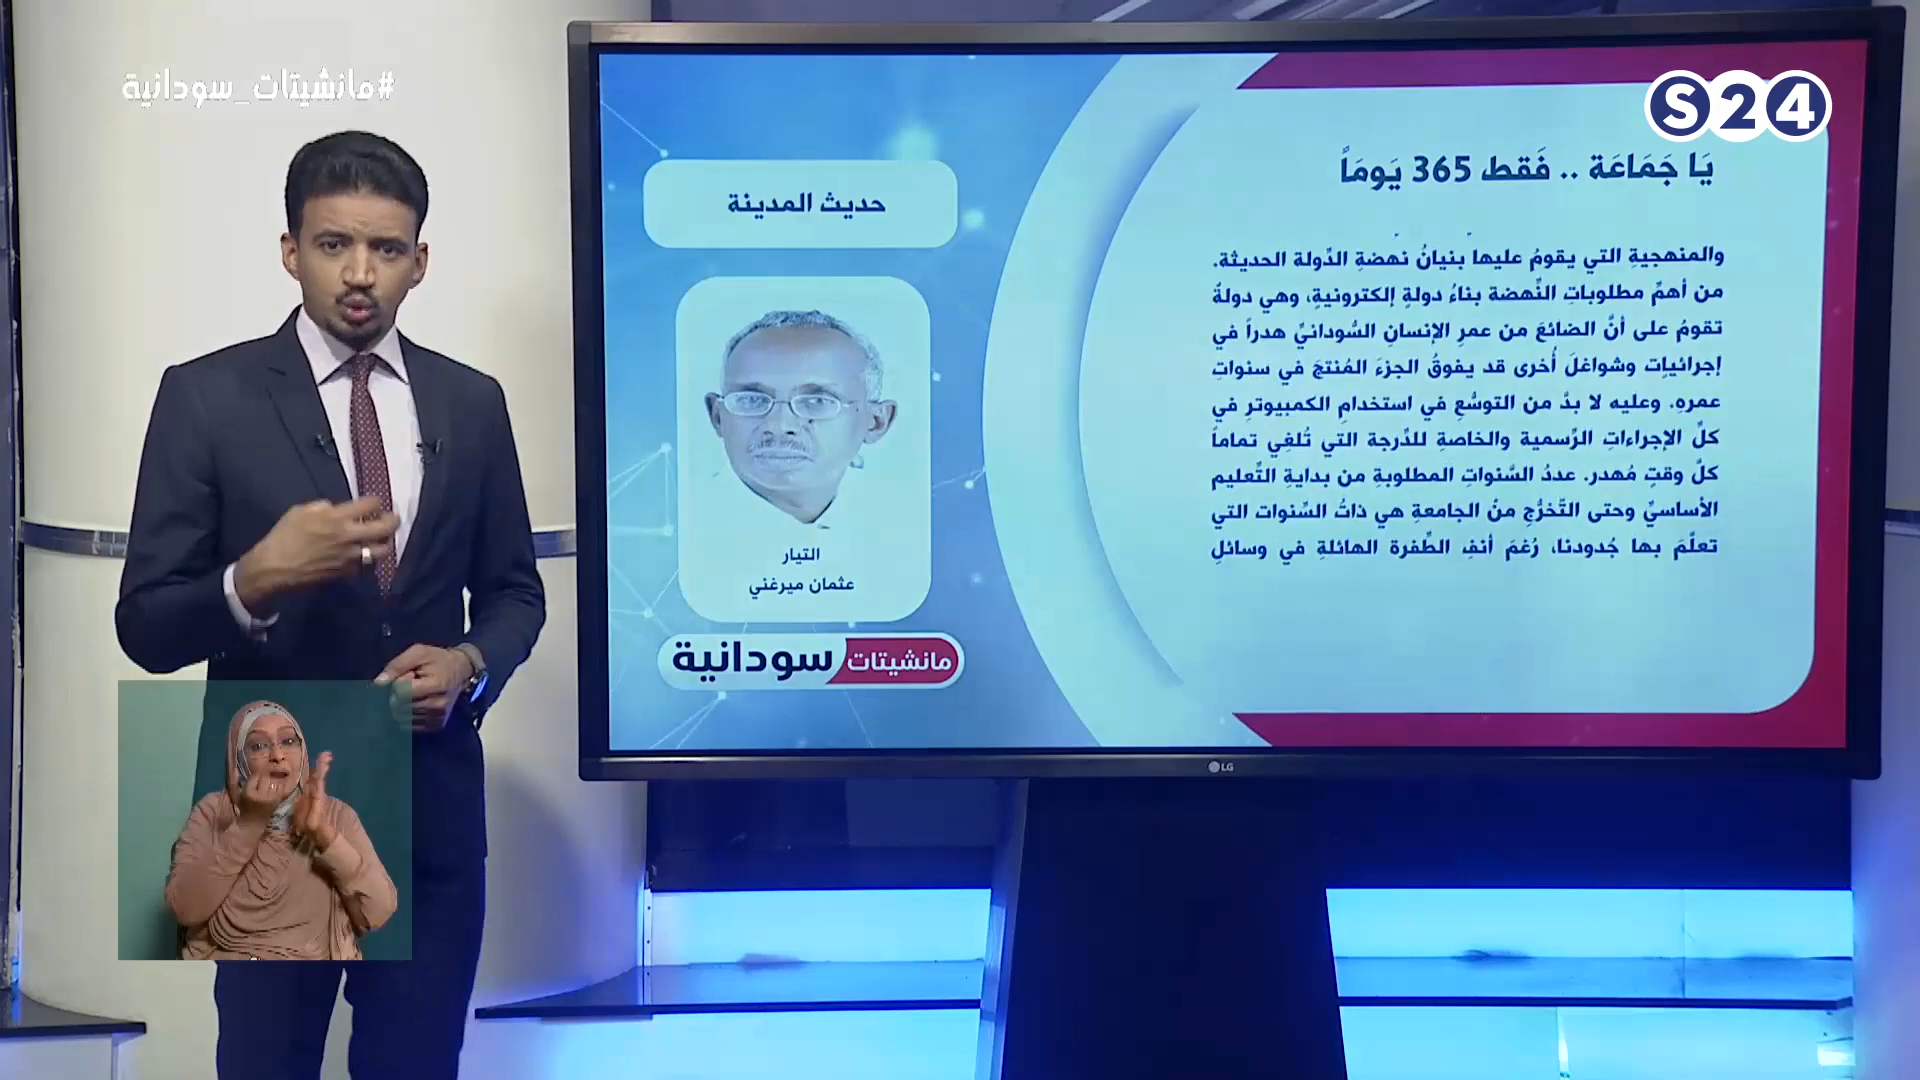 #مانشيتات_سودانية
S24
يَا جَمَاعَة .. فَقط 365 يَومَاً
حديث المدينة
والمنهجيةِ التي يقومُ عليها بنيانُ نهضةِ الدَّولة الحديثة.
من أهمِّ مطلوباتِ النَّهضة بناءُ دولةٍ إلكترونيةٍ، وهي دولةٌ
تقومُ على أنَّ الضائعَ من عمرِ الإنسانِ السُّودانيِّ هدراً في
إجرائياتٍ وشواغلَ أُخرى قد يفوقُ الجزءَ المُنتجَ في سنواتِ
عمرهِ. وعليه لا بدَّ من التوسُّعِ في استخدامِ الكمبيوترِ في
كلِّ الإجراءاتِ الرَّسمية والخاصةِ للدَّرجة التي تُلغِي تماماً
كلَّ وقتٍ مُهدر. عددُ السَّنواتِ المطلوبةِ من بدايةِ التَّعليم
الأساسيِّ وحتى التَّخرُّجِ منُ الجامعةِ هي ذاتُ السَّنوات التي
تعلَّمَ بها جُدودنا، رُغمَ أنفِ الطَّفرة الهائلةِ في وسائلِ
التيار
عثمان ميرغني
مانشيتات سودانية
LG